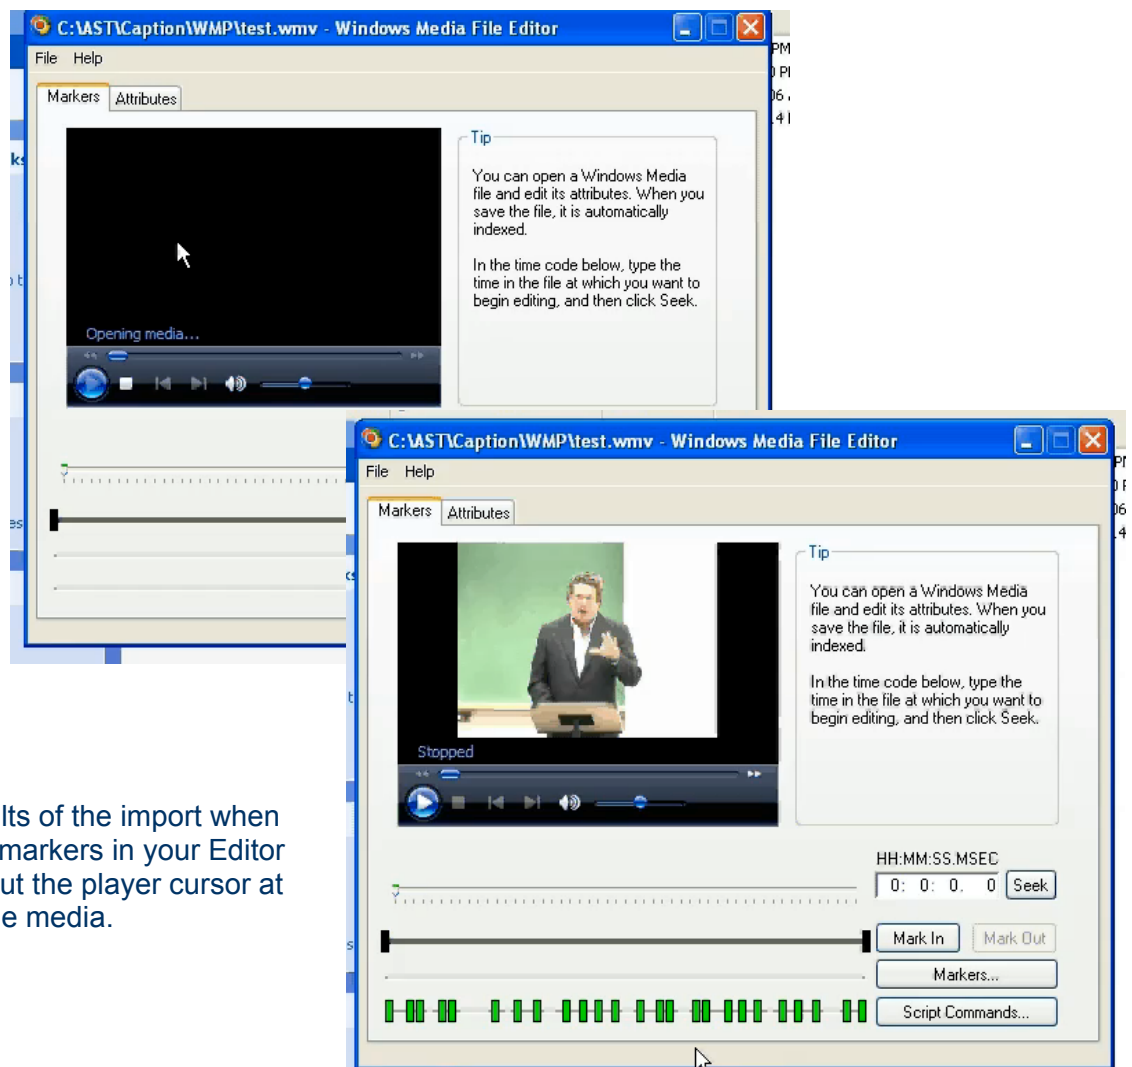 C:\AST\Caption\WMP\test.wmv - Windows Media File Editor
File Help
Markers Attributes
Tip
You can open a Windows Media
file and edit its attributes. When you
save the file, it is automatically
indexed.
In the time code below, type the
time in the file at which you want to
begin editing, and then click Seek.
Opening media...
C:\AST\Caption\WMP\test.wmv - Windows Media File Editor
File Help
Markers Attributes
Tip
You can open a Windows Media
file and edit its attributes. When you
save the file, it is automatically
indexed.
In the time code below, type the
time in the file at which you want to
begin editing, and then click Seek.
Stopped
HH:MM:SS.MSEC
0: 0: 0. 0 Seek
Mark In Mark Out
Markers...
Script Commands...
lts of the import when
markers in your Editor
ut the player cursor at
e media.